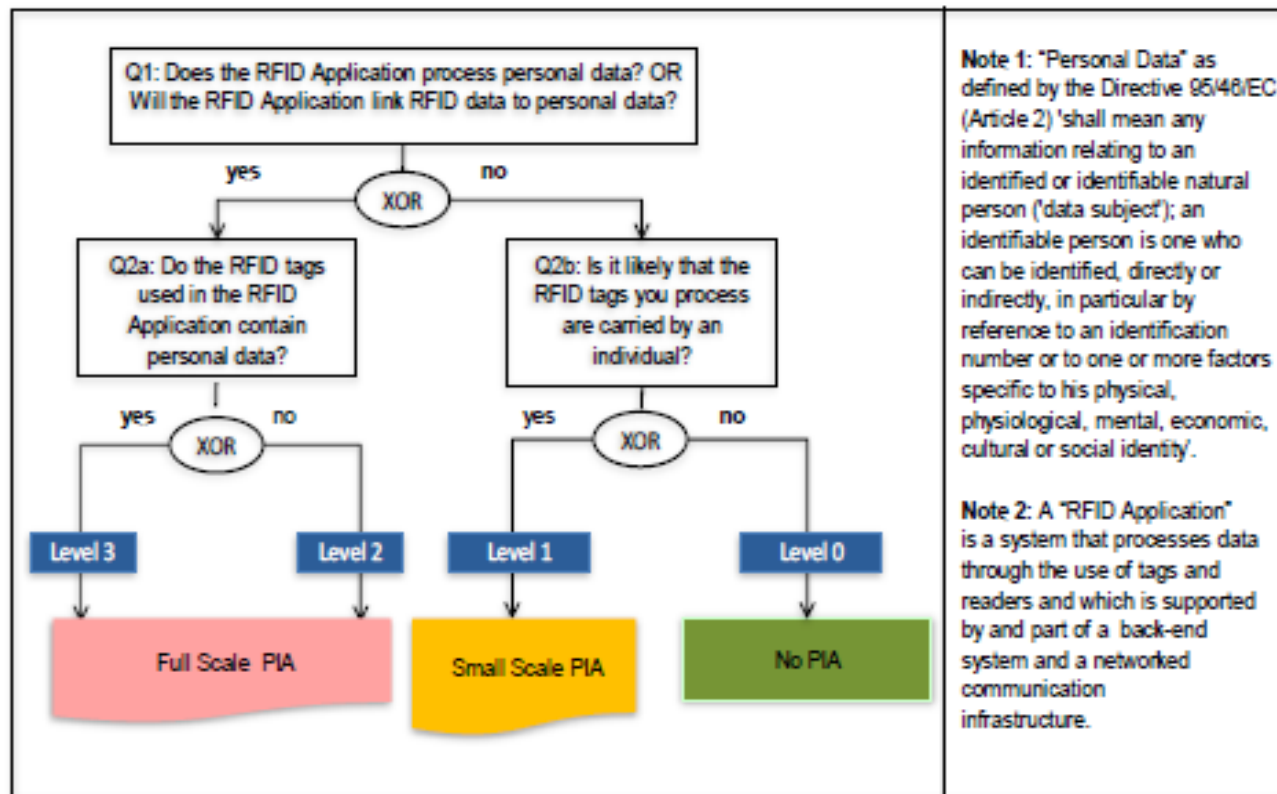 Q1: Does the RFID Application process personal data? OR
Will the RFID Application link RFID data to personal data?
yes
no
XOR
Q2a: Do the RFID tags
used in the RFID
Application contain
personal data?
Q2b: Is it likely that the
RFID tags you process
are carried by an
individual?
yes
no
XOR
yes
no
XOR
Level 3
Level 2
Level 1
Level 0
Full Scale PIA
Small Scale PIA
No PIA
Note 1: "Personal Data" as
defined by the Directive 95/46/EC
(Article 2) 'shall mean any
information relating to an
identified or identifiable natural
person ('data subject'); an
identifiable person is one who
can be identified, directly or
indirectly, in particular by
reference to an identification
number or to one or more factors
specific to his physical,
physiological, mental, economic,
cultural or social identity'.
Note 2: A "RFID Application"
is a system that processes data
through the use of tags and
readers and which is supported
by and part of a back-end
system and a networked
communication
infrastructure.